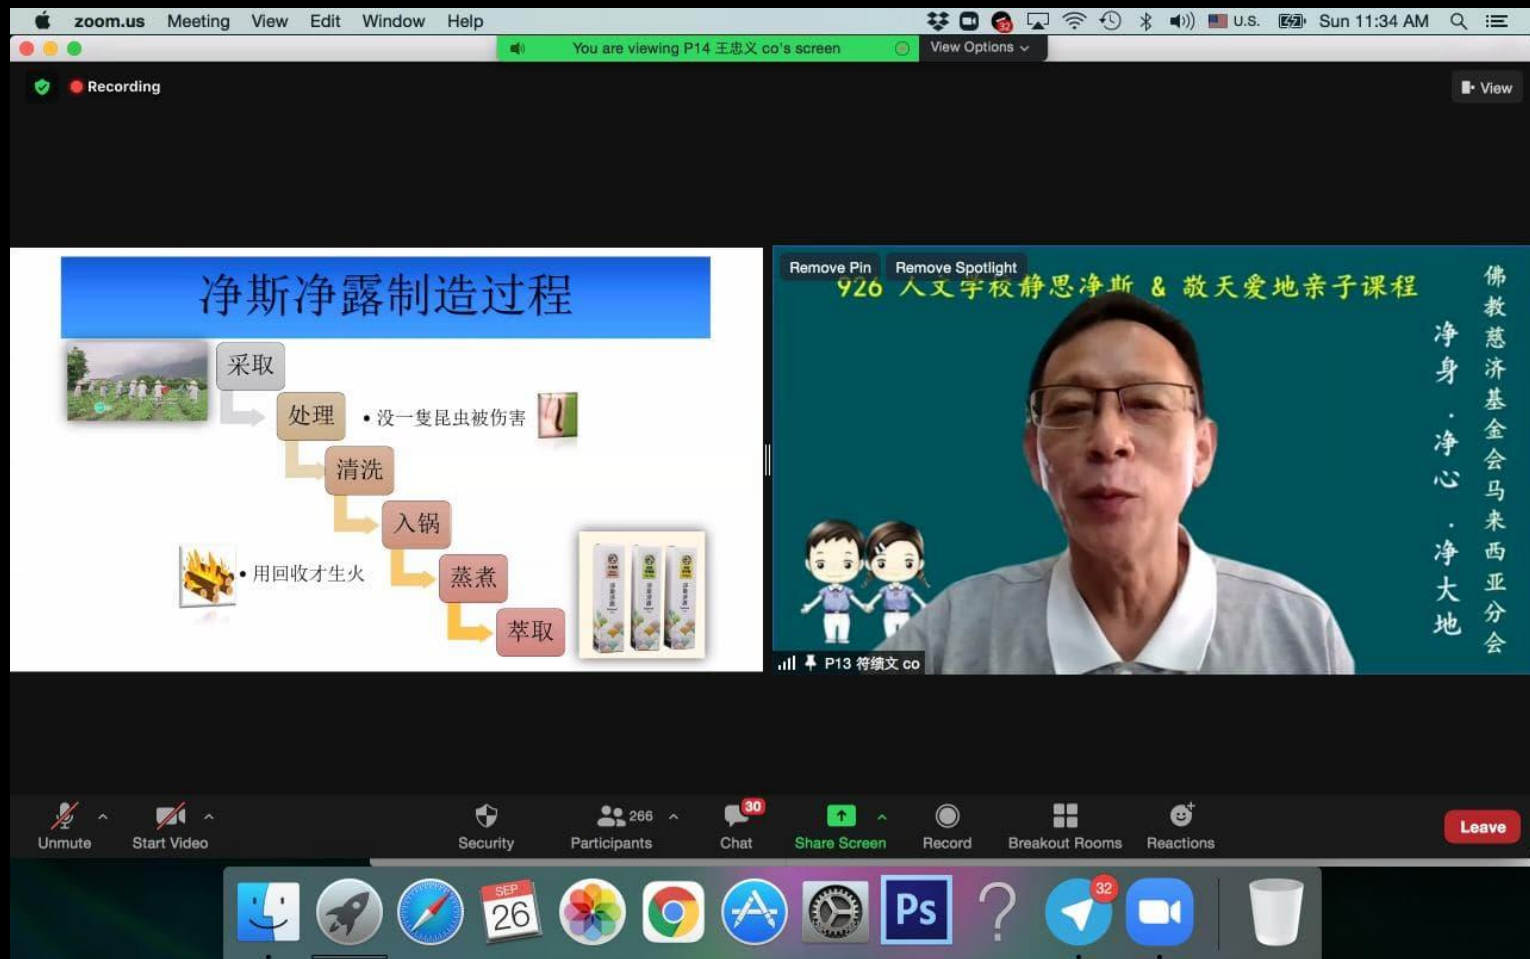 zoom.us Meeting View Edit Window Help
32
U.S. Sun 11:34 AM
You are viewing P14 王忠义 co's screen
View Options
Recording
View
净斯净露制造过程
采取
处理
• 没一隻昆虫被伤害
清洗
入锅
• 用回收才生火
蒸煮
萃取
Remove Pin Remove Spotlight
926 人文学校静思净斯 & 敬天爱地亲子课程
佛教慈济基金会马来西亚分会
净身.净心.净大地
P13 符绩文 co
Unmute
Start Video
Security
266
Participants
30
Chat
Share Screen
Record
Breakout Rooms
Reactions
Leave
SEP
26
Ps
?
32